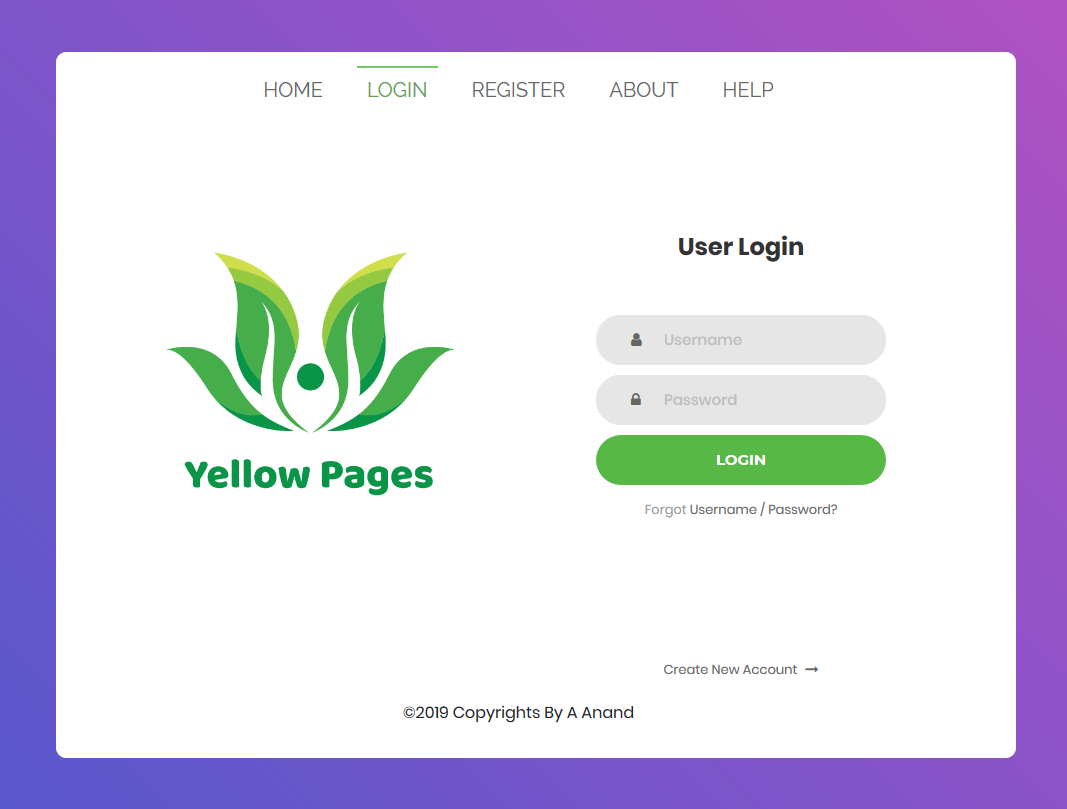 HOME LOGIN REGISTER ABOUT HELP
User Login
Username
Password
LOGIN
Forgot Username / Password?
Yellow Pages
Create New Account
©2019 Copyrights By A Anand